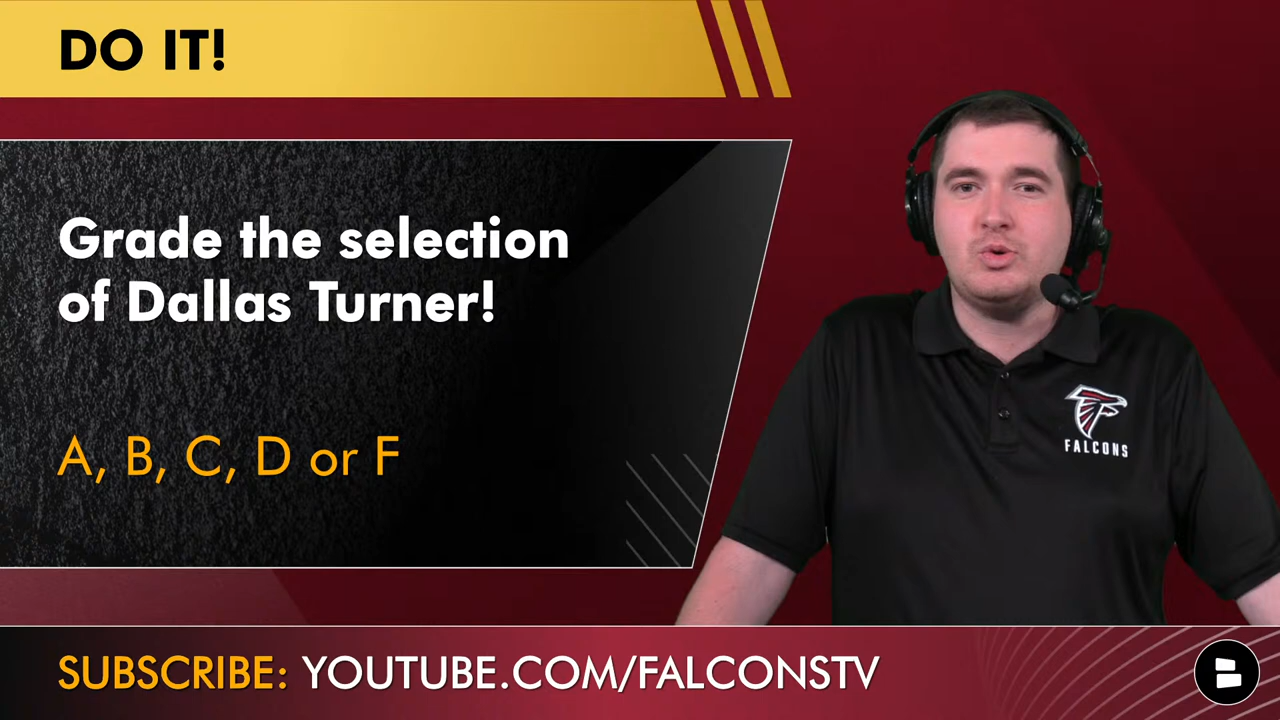 DO IT!
Grade the selection
of Dallas Turner!
A, B, C, D or F
FALCONS
SUBSCRIBE: YOUTUBE.COM/FALCONSTV